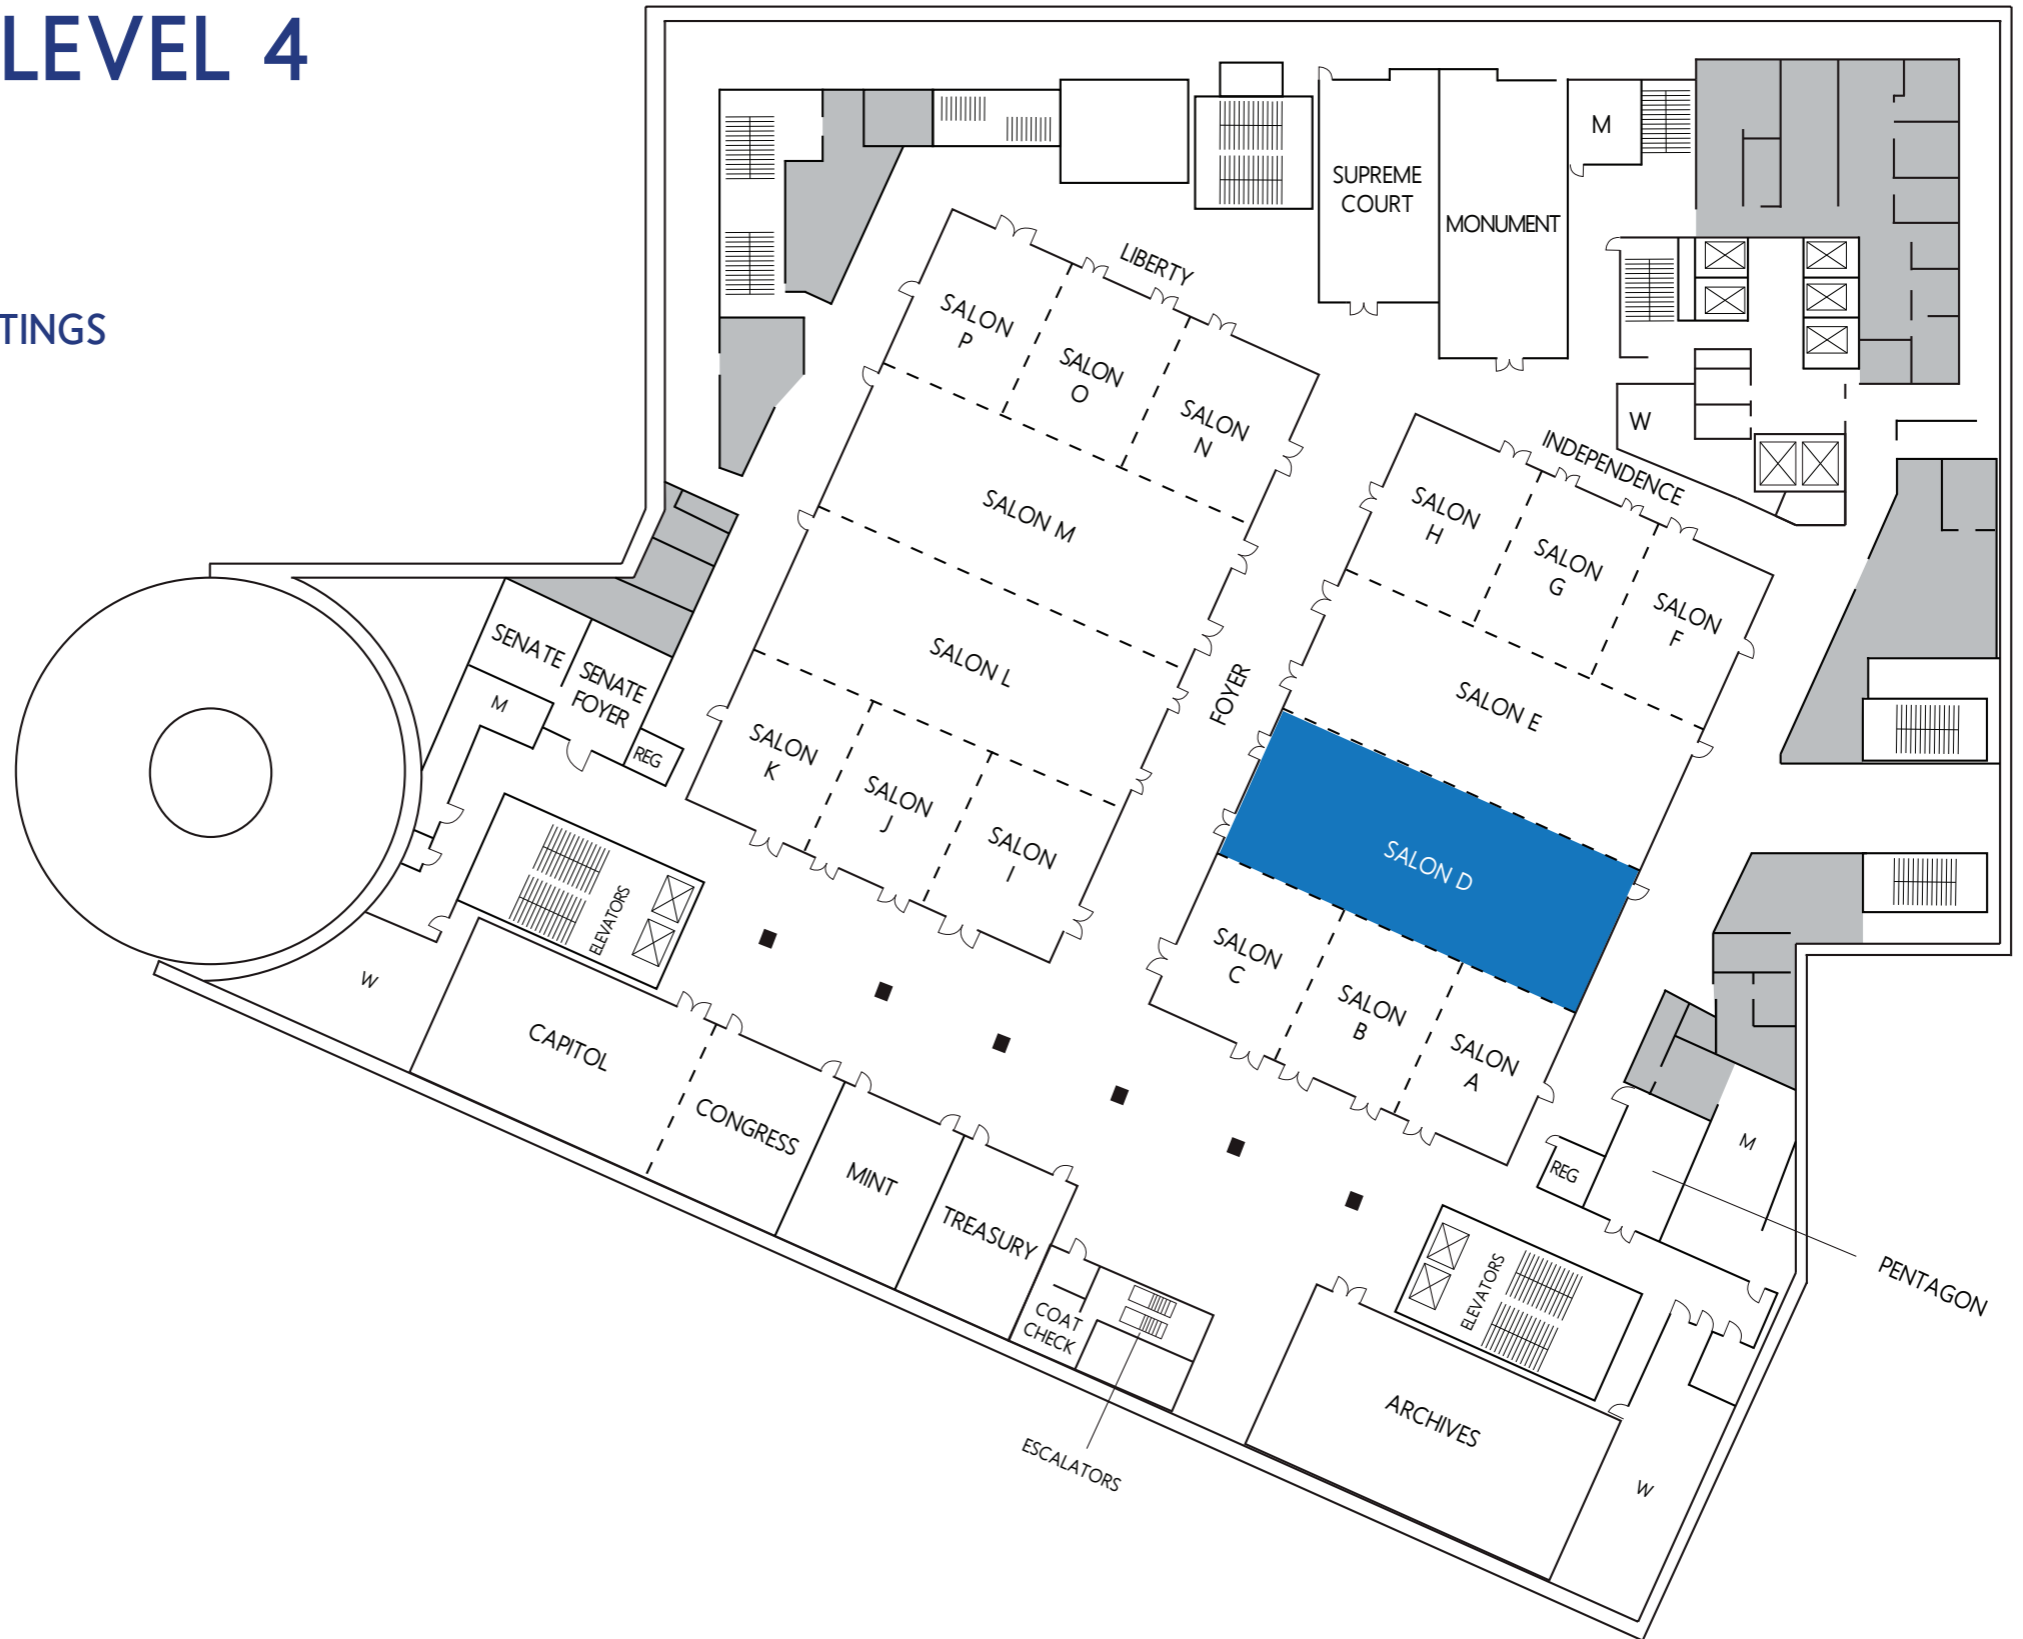 LEVEL 4
TINGS
M
SUPREME
COURT
MONUMENT
LIBERTY
SALON
P
SALON
O
SALON
N
W
INDEPENDENCE
SALON M
SALON
H
SALON
G
SALON
F
SENATE
SENATE
FOYER
M
REG
SALON L
FOYER
SALON E
SALON
K
SALON
J
SALON
I
SALON D
ELEVATORS
W
SALON
C
SALON
B
SALON
A
CAPITOL
CONGRESS
MINT
TREASURY
M
REG
PENTAGON
COAT
CHECK
ELEVATORS
ARCHIVES
ESCALATORS
W